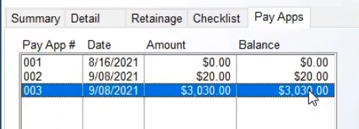 Summary Detail Retainage Checklist Pay Apps
Pay App # Date Amount Balance
001 8/16/2021 $0.00 $0.00
002 9/08/2021 $20.00 $20.00
003 9/08/2021 $3,030.00 $3,030.00